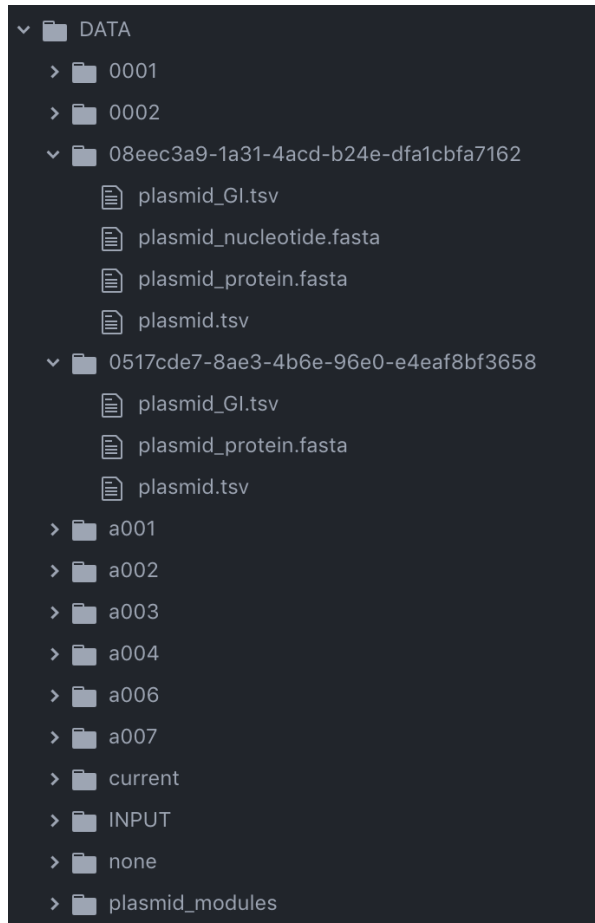 DATA
0001
0002
08eec3a9-1a31-4acd-b24e-dfa1cbfa7162
plasmid_GI.tsv
plasmid_nucleotide.fasta
plasmid_protein.fasta
plasmid.tsv
0517cde7-8ae3-4b6e-96e0-e4eaf8bf3658
plasmid_GI.tsv
plasmid_protein.fasta
plasmid.tsv
a001
a002
a003
a004
a006
a007
current
INPUT
none
plasmid_modules